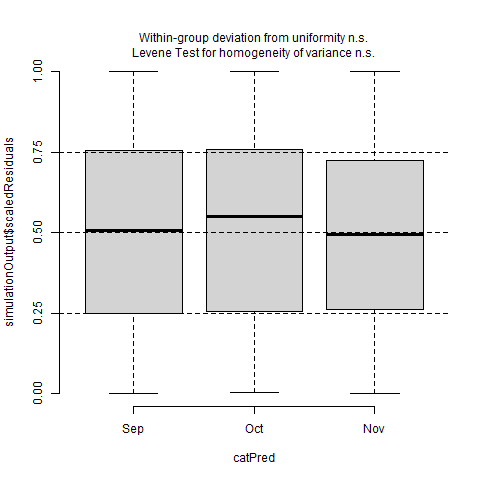 Within-group deviation from uniformity n.s.
Levene Test for homogeneity of variance n.s.
simulationOutput$scaledResiduals
1.00
0.75
0.50
0.25
0.00
Sep Oct Nov
catPred